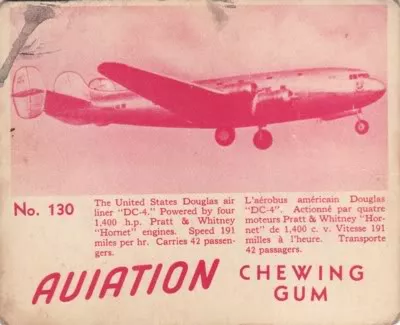 No. 130
The United States Douglas air
liner "DC-4." Powered by four
1,400 h.p. Pratt & Whitney
"Hornet" engines. Speed 191
miles per hr. Carries 42 passen-
gers.
L'aérobus américain Douglas
"DC-4". Actionné par quatre
moteurs Pratt & Whitney "Hor-
net" de 1,400 c. v. Vitesse 191
milles à l'heure. Transporte
42 passagers.
AVIATION CHEWING
GUM